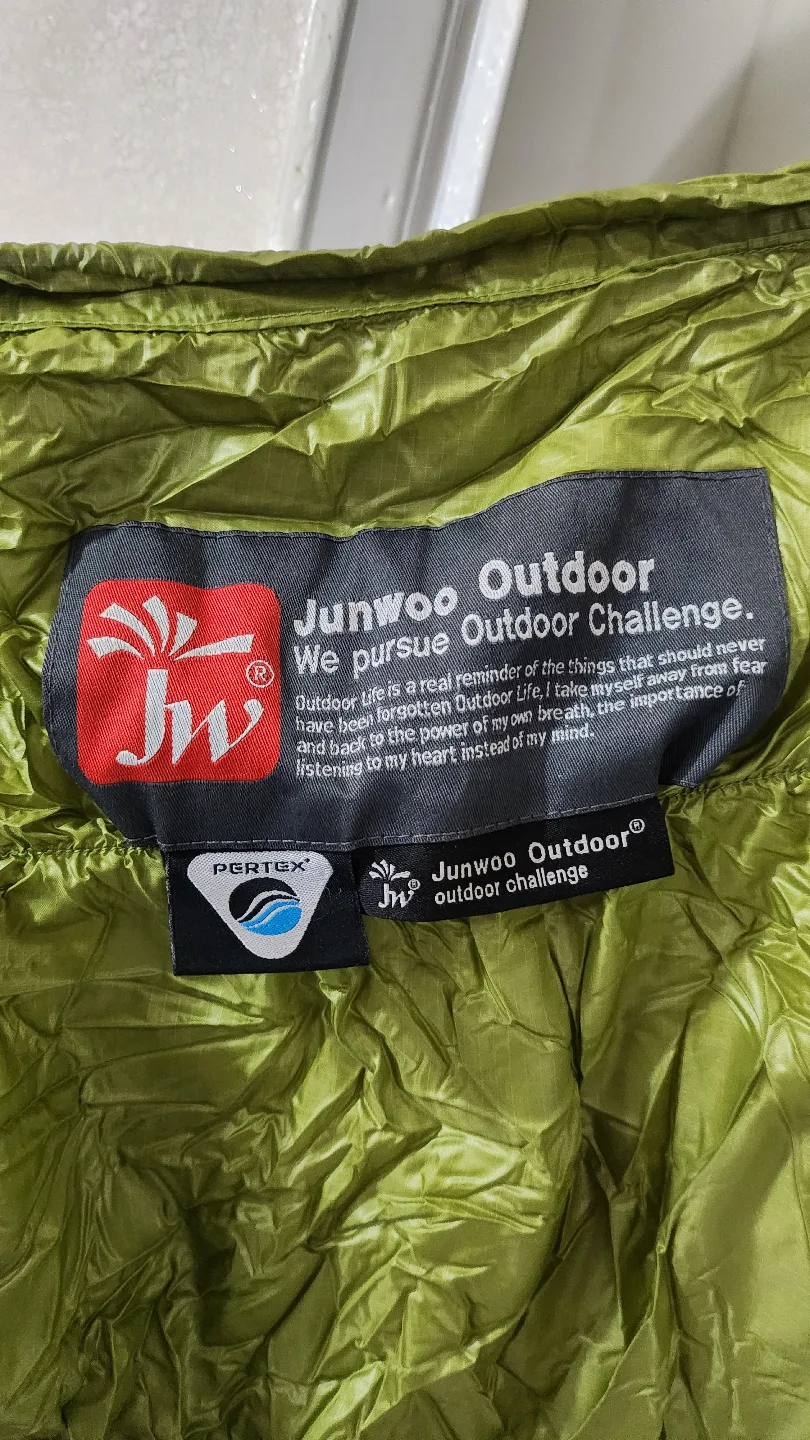 Junwoo Outdoor
We pursue Outdoor Challenge.
Outdoor Life is a real reminder of the things that should never
have been forgotten Outdoor Life, I take myself away from fear
and back to the power of my own breath, the importance of
listening to my heart instead of my mind.
JW®
PERTEX®
JW®
Junwoo Outdoor®
outdoor challenge